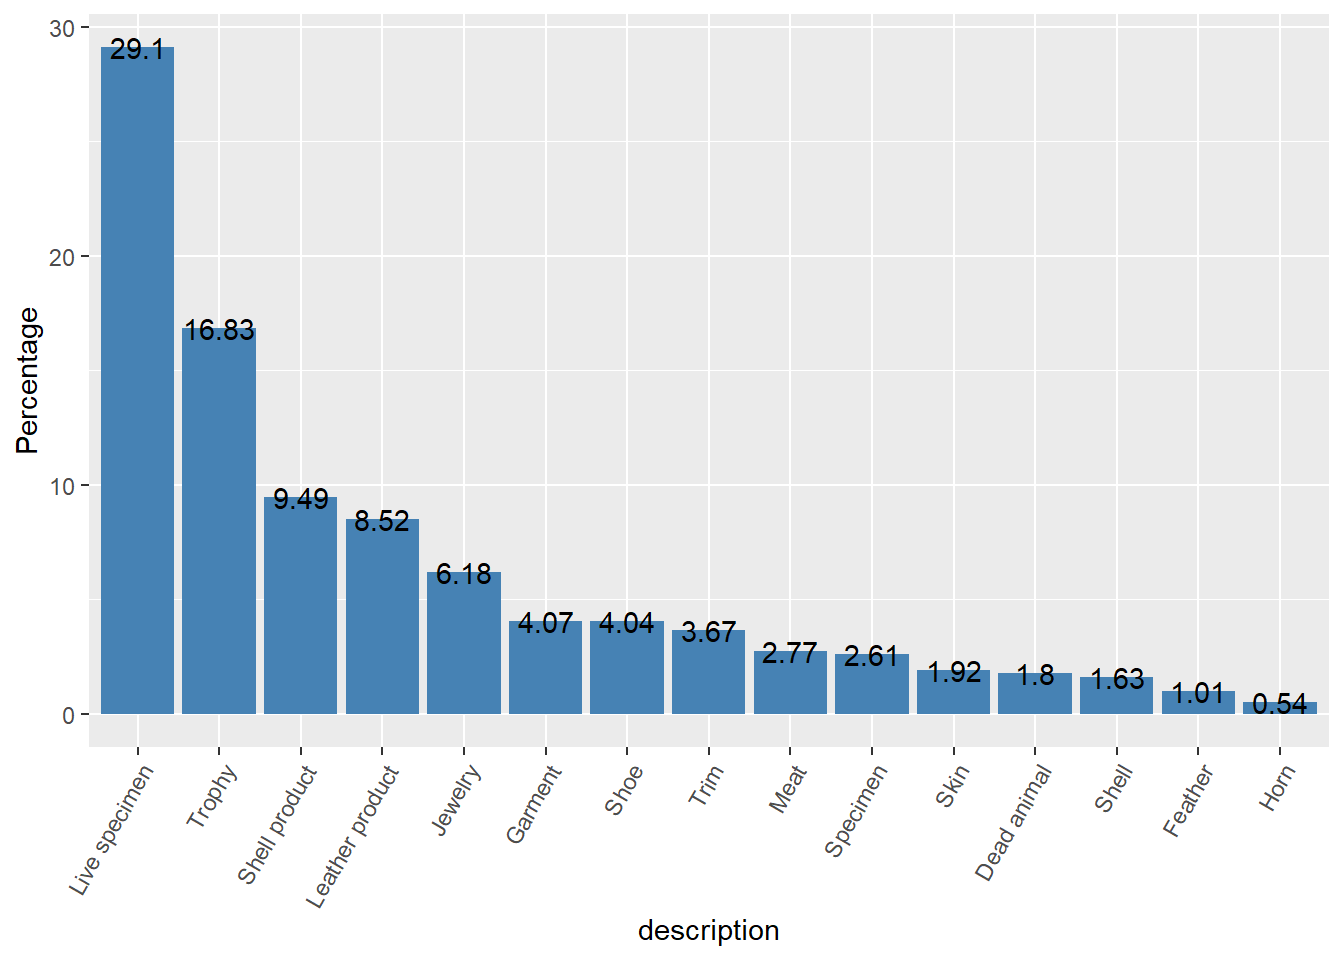 30
20
10
0
Percentage
29.1
16.83
9.49
8.52
6.18
4.07
4.04
3.67
2.77
2.61
1.92
1.8
1.63
1.01
0.54
Live specimen
Trophy
Shell product
Leather product
Jewelry
Garment
Shoe
Trim
Meat
Specimen
Skin
Dead animal
Shell
Feather
Horn
description